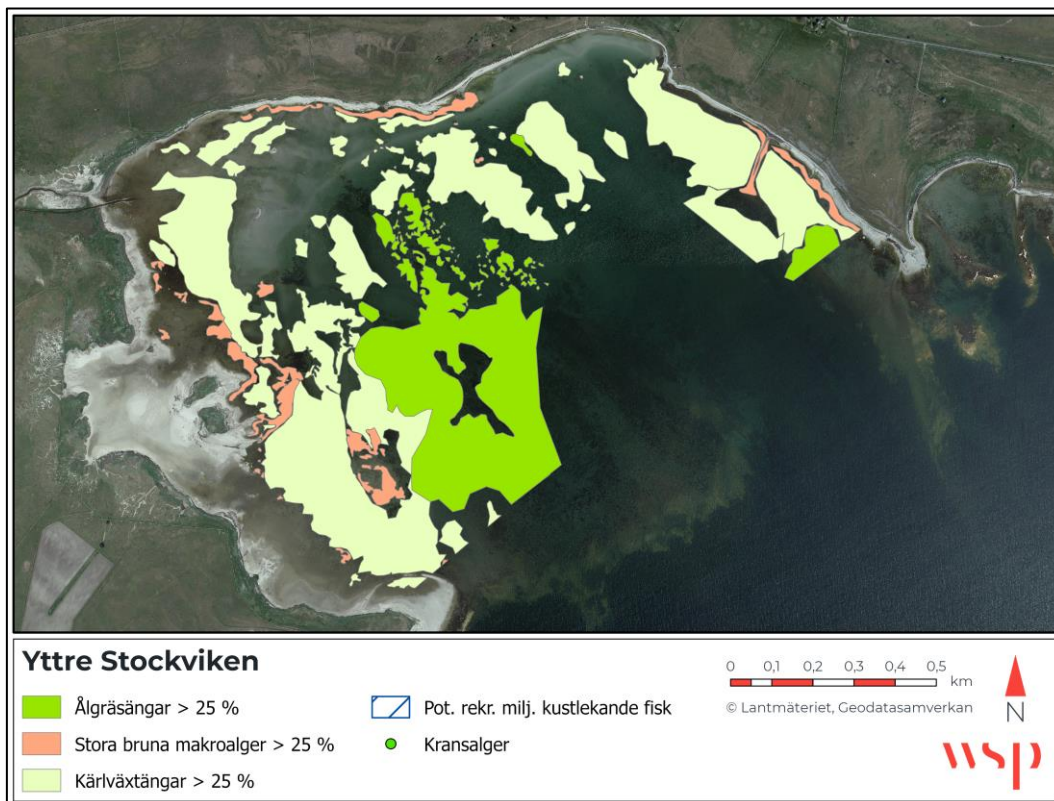 Yttre Stockviken
Ålgräsängar > 25 %
Stora bruna makroalger > 25 %
Kärlväxtängar > 25 %
Pot. rekr. milj. kustlekande fisk
Kransalger
0 0,1 0,2 0,3 0,4 0,5
km
© Lantmäteriet, Geodatasamverkan
N
wsp